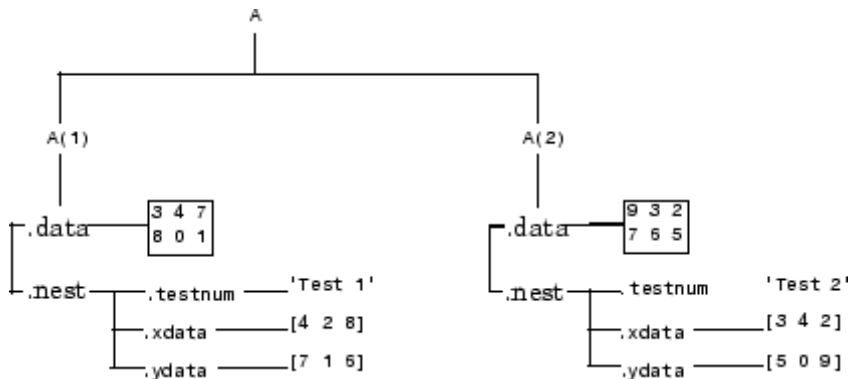 A
A(1)
A(2)
.data
3 4 7
8 0 1
.data
9 3 2
7 6 5
.nest
.testnum
'Test 1'
.xdata
[4 2 8]
.ydata
[7 1 6]
.nest
.testnum
'Test 2'
.xdata
[3 4 2]
.ydata
[5 0 9]